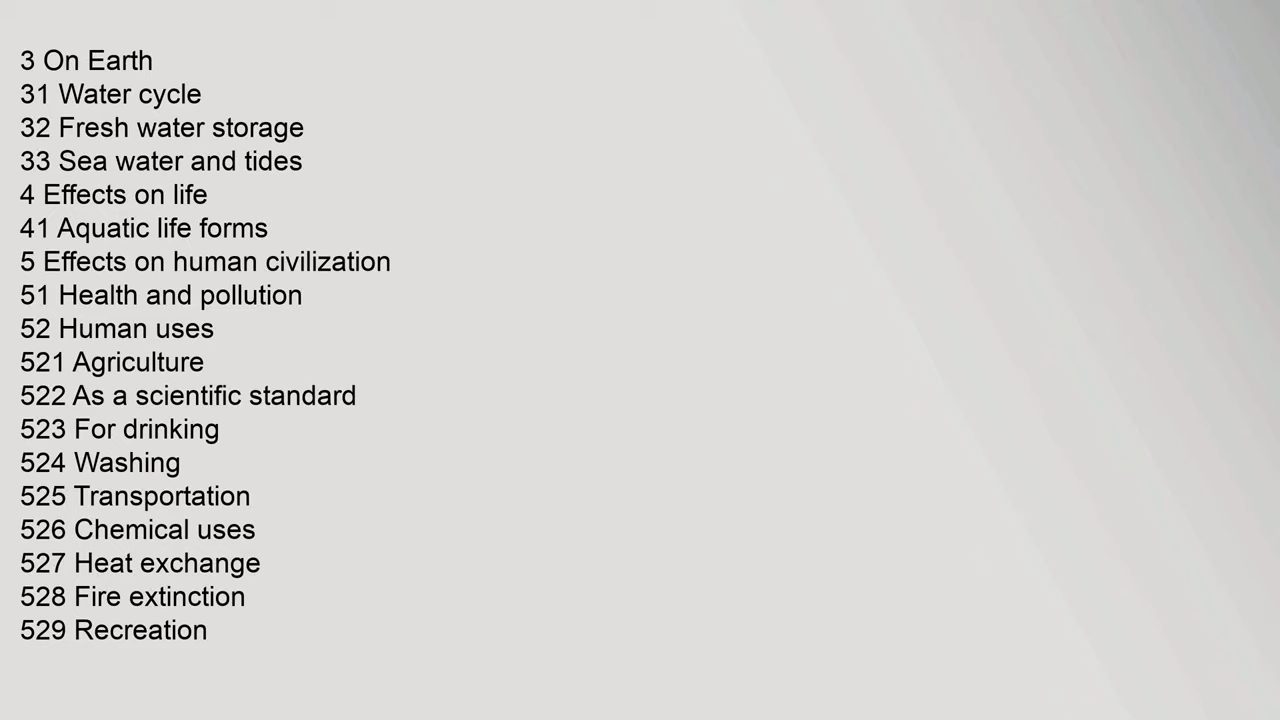 3 On Earth
31 Water cycle
32 Fresh water storage
33 Sea water and tides
4 Effects on life
41 Aquatic life forms
5 Effects on human civilization
51 Health and pollution
52 Human uses
521 Agriculture
522 As a scientific standard
523 For drinking
524 Washing
525 Transportation
526 Chemical uses
527 Heat exchange
528 Fire extinction
529 Recreation